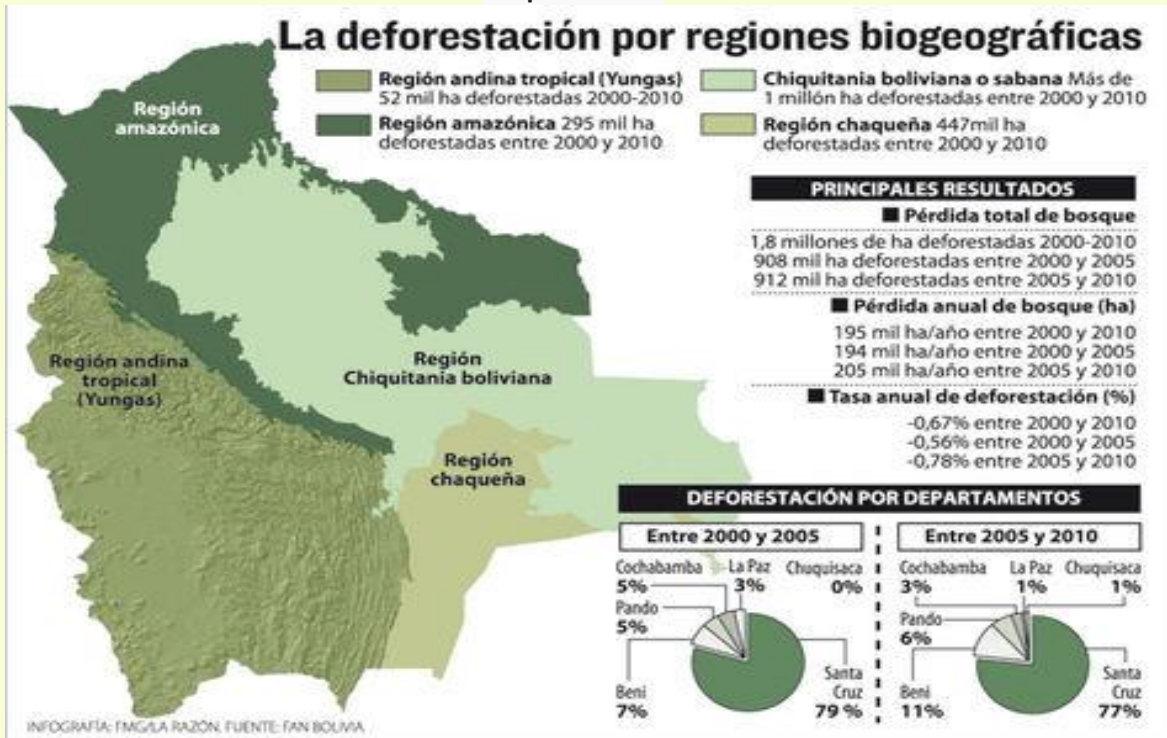 La deforestación por regiones biogeográficas
Región andina tropical (Yungas)
52 mil ha deforestadas 2000-2010
Región amazónica 295 mil ha
deforestadas entre 2000 y 2010
Chiquitania boliviana o sabana Más de
1 millón ha deforestadas entre 2000 y 2010
Región chaqueña 447mil ha
deforestadas entre 2000 y 2010
Región
amazónica
Región andina
tropical
(Yungas)
Región
Chiquitania boliviana
Región
chaqueña
PRINCIPALES RESULTADOS
Pérdida total de bosque
1,8 millones de ha deforestadas 2000-2010
908 mil ha deforestadas entre 2000 y 2005
912 mil ha deforestadas entre 2005 y 2010
Pérdida anual de bosque (ha)
195 mil ha/año entre 2000 y 2010
194 mil ha/año entre 2000 y 2005
205 mil ha/año entre 2005 y 2010
Tasa anual de deforestación (%)
-0,67% entre 2000 y 2010
-0,56% entre 2000 y 2005
-0,78% entre 2005 y 2010
DEFORESTACIÓN POR DEPARTAMENTOS
Entre 2000 y 2005
Cochabamba
5%
La Paz
3%
Chuquisaca
0%
Pando
5%
Beni
7%
Santa
Cruz
79 %
Entre 2005 y 2010
Cochabamba
3%
La Paz
1%
Chuquisaca
1%
Pando
6%
Beni
11%
Santa
Cruz
77%
INFOGRAFÍA: FMG/LA RAZÓN. FUENTE: FAN BOLIVIA